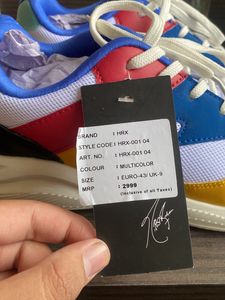 BRAND : HRX
STYLE CODE : HRX-001 04
ART. NO. : HRX-001 04
COLOUR : MULTICOLOR
SIZE : EURO-43/ UK-9
MRP : 2999
(inclusive of all Taxes)